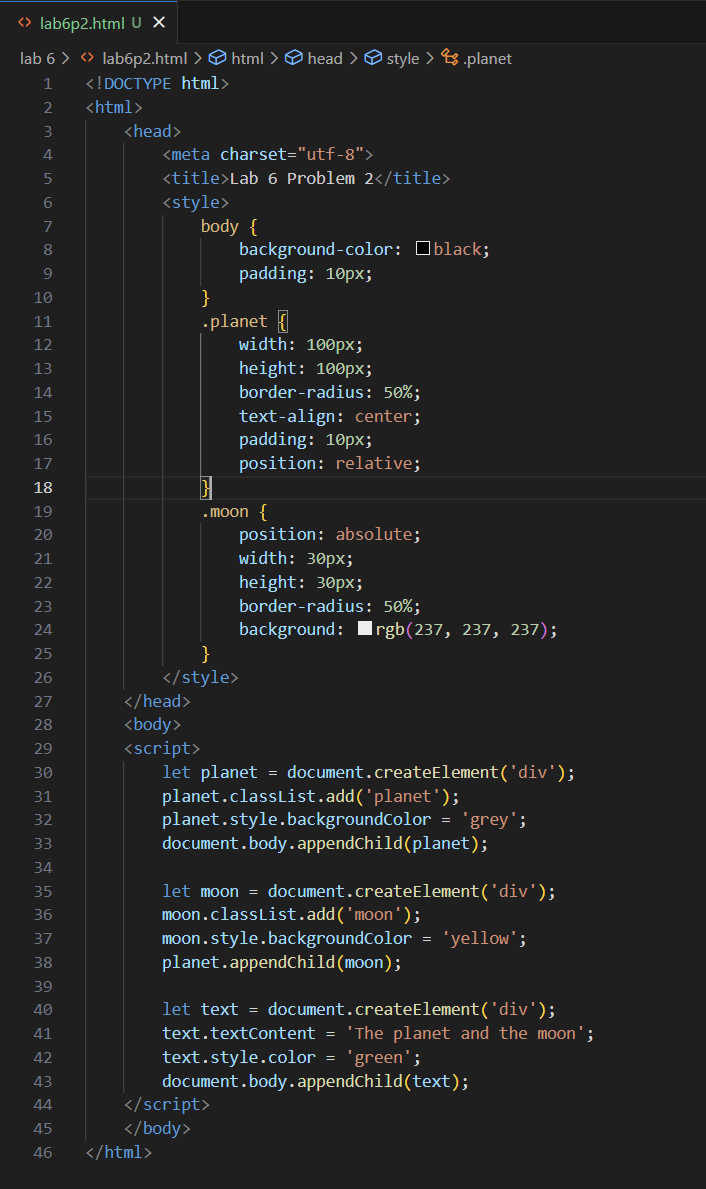 lab6p2.html U ×
lab 6 > lab6p2.html > html > head > style > .planet
1 <!DOCTYPE html>
2 <html>
3     <head>
4         <meta charset="utf-8">
5         <title>Lab 6 Problem 2</title>
6         <style>
7             body {
8                 background-color: black;
9                 padding: 10px;
10             }
11             .planet {
12                 width: 100px;
13                 height: 100px;
14                 border-radius: 50%;
15                 text-align: center;
16                 padding: 10px;
17                 position: relative;
18             }
19             .moon {
20                 position: absolute;
21                 width: 30px;
22                 height: 30px;
23                 border-radius: 50%;
24                 background: rgb(237, 237, 237);
25             }
26         </style>
27     </head>
28     <body>
29     <script>
30         let planet = document.createElement('div');
31         planet.classList.add('planet');
32         planet.style.backgroundColor = 'grey';
33         document.body.appendChild(planet);
34
35         let moon = document.createElement('div');
36         moon.classList.add('moon');
37         moon.style.backgroundColor = 'yellow';
38         planet.appendChild(moon);
39
40         let text = document.createElement('div');
41         text.textContent = 'The planet and the moon';
42         text.style.color = 'green';
43         document.body.appendChild(text);
44     </script>
45     </body>
46 </html>